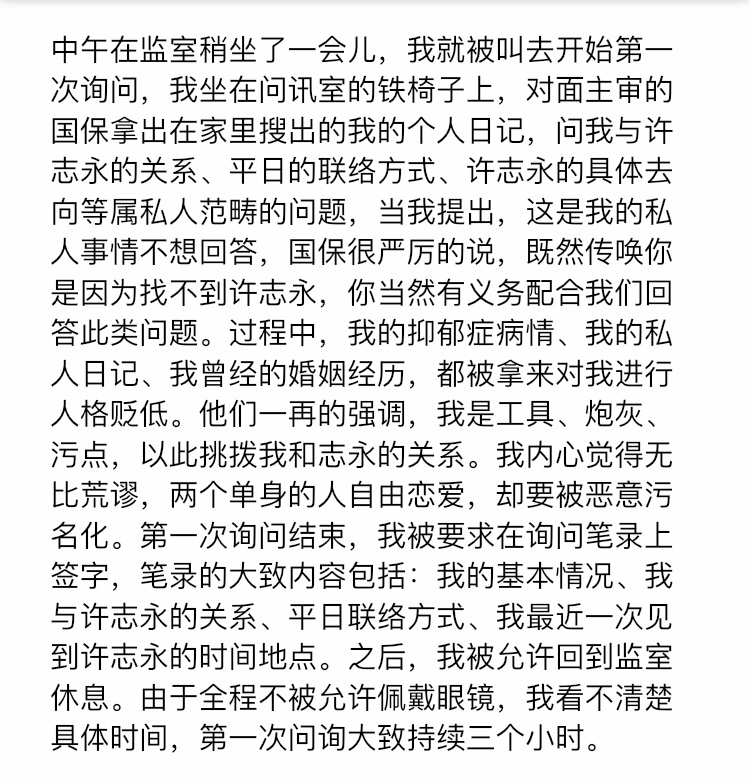 中午在监室稍坐了一会儿，我就被叫去开始第一
次询问，我坐在问讯室的铁椅子上，对面主审的
国保拿出在家里搜出的我的个人日记，问我与许
志永的关系、平日的联络方式、许志永的具体去
向等属私人范畴的问题，当我提出，这是我的私
人事情不想回答，国保很严厉的说，既然传唤你
是因为找不到许志永，你当然有义务配合我们回
答此类问题。过程中，我的抑郁症病情、我的私
人日记、我曾经的婚姻经历，都被拿来对我进行
人格贬低。他们一再的强调，我是工具、炮灰、
污点，以此挑拨我和志永的关系。我内心觉得无
比荒谬，两个单身的人自由恋爱，却要被恶意污
名化。第一次询问结束，我被要求在询问笔录上
签字，笔录的大致内容包括：我的基本情况、我
与许志永的关系、平日联络方式、我最近一次见
到许志永的时间地点。之后，我被允许回到监室
休息。由于全程不被允许佩戴眼镜，我看不清楚
具体时间，第一次问询大致持续三个小时。